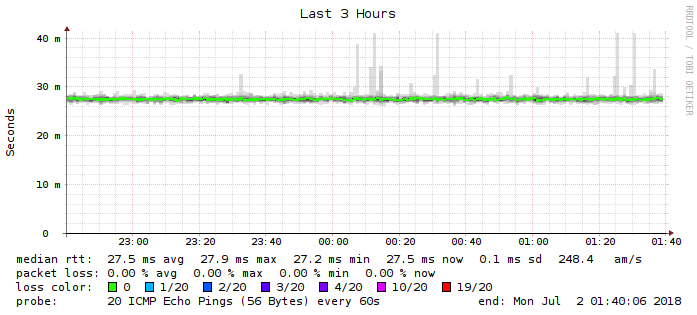 Last 3 Hours
RRDTOOL / TOBI OETIKER
Seconds
40 m
30 m
20 m
10 m
0
23:00 23:20 23:40 00:00 00:20 00:40 01:00 01:20 01:40
median rtt: 27.5 ms avg 27.9 ms max 27.2 ms min 27.5 ms now 0.1 ms sd 248.4 am/s
packet loss: 0.00 % avg 0.00 % max 0.00 % min 0.00 % now
loss color: 0 1/20 2/20 3/20 4/20 10/20 19/20
probe: 20 ICMP Echo Pings (56 Bytes) every 60s end: Mon Jul 2 01:40:06 2018